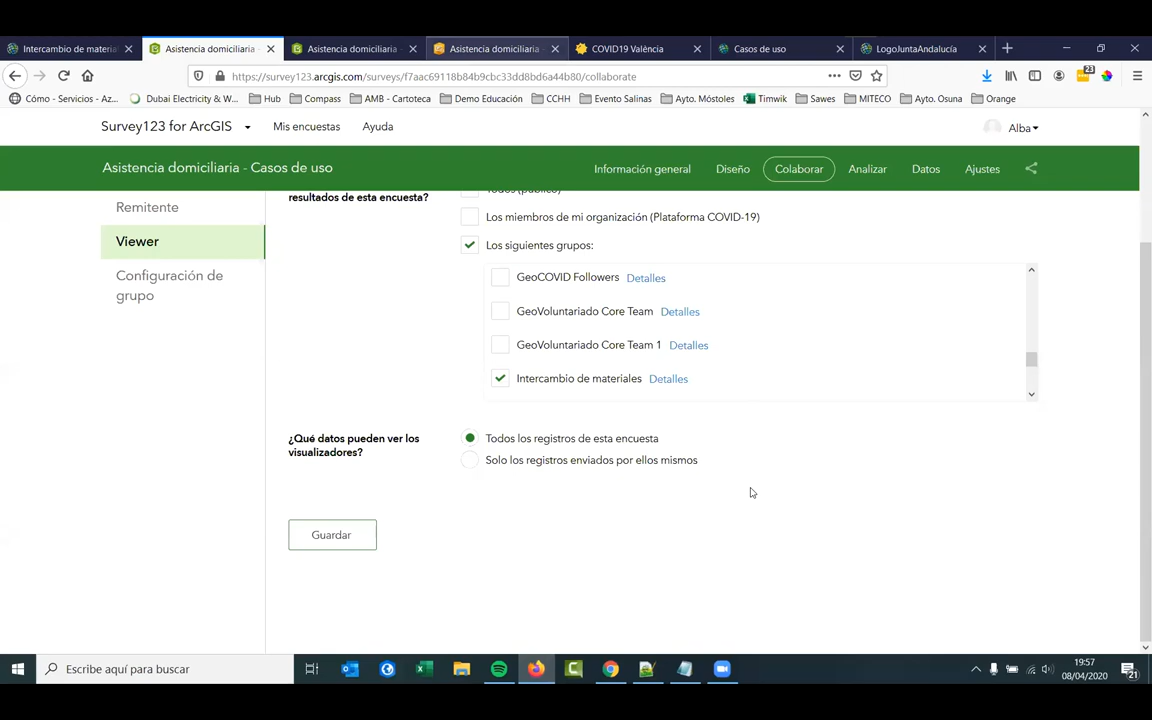 Intercambio de materia
Asistencia domiciliaria -
Asistencia domiciliaria -
Asistencia domiciliaria -
COVID19 València
Casos de uso
LogoJuntaAndalucía
https://survey123.arcgis.com/surveys/f7aac69118b84b9cbc33dd8bd6a44b80/collaborate
23
Cómo - Servicios - Az...
Dubai Electricity & W...
Hub
Compass
AMB - Cartoteca
Demo Educación
CCHH
Evento Salinas
Ayto. Móstoles
Timwik
Sawes
MITECO
Ayto. Osuna
Orange
Survey123 for ArcGIS
Mis encuestas
Ayuda
Alba
Asistencia domiciliaria - Casos de uso
Información general
Diseño
Colaborar
Analizar
Datos
Ajustes
Remitente
Viewer
Configuración de
grupo
resultados de esta encuesta?
Todos (público)
Los miembros de mi organización (Plataforma COVID-19)
Los siguientes grupos:
GeoCOVID Followers Detalles
GeoVoluntariado Core Team Detalles
GeoVoluntariado Core Team 1 Detalles
Intercambio de materiales Detalles
¿Qué datos pueden ver los
visualizadores?
Todos los registros de esta encuesta
Solo los registros enviados por ellos mismos
Guardar
Escribe aquí para buscar
19:57
08/04/2020
21